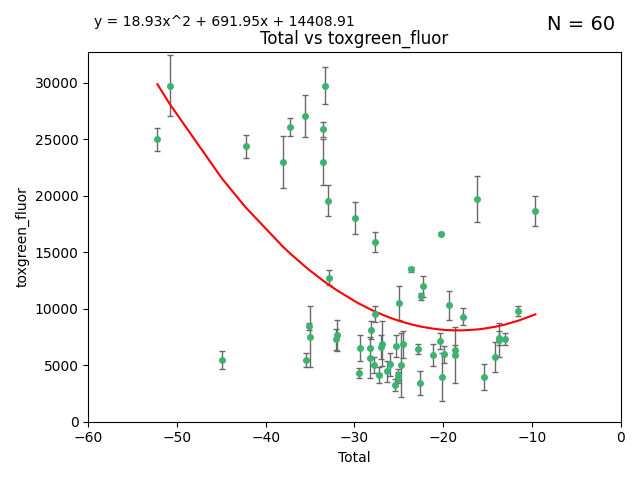 y = 18.93x^2 + 691.95x + 14408.91
N = 60
Total vs toxgreen_fluor
toxgreen_fluor
30000
25000
20000
15000
10000
5000
0
−60
−50
−40
−30
−20
−10
0
Total